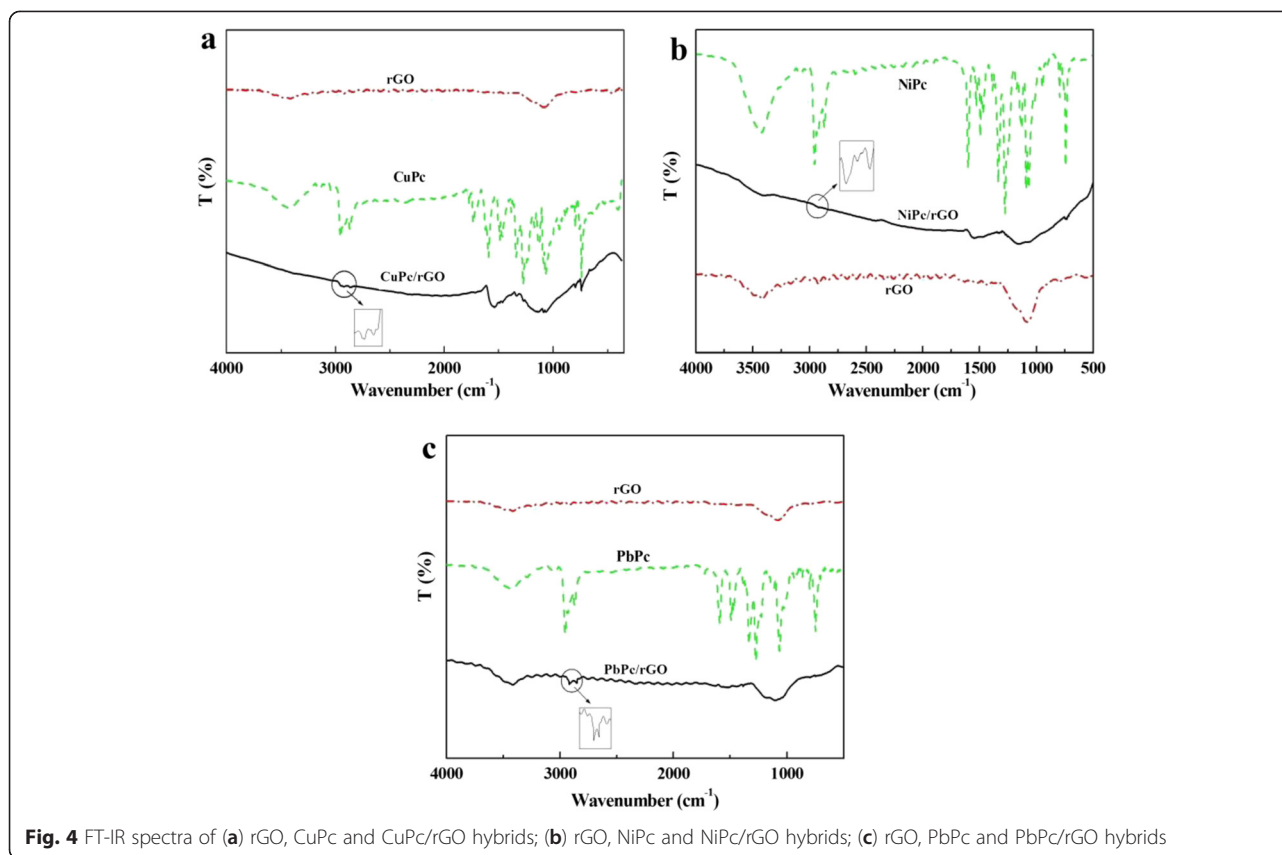 a
rGO
CuPc
CuPc/rGO
T (%)
4000 3000 2000 1000
Wavenumber (cm⁻¹)
b
NiPc
NiPc/rGO
rGO
T (%)
4000 3500 3000 2500 2000 1500 1000 500
Wavenumber (cm⁻¹)
c
rGO
PbPc
PbPc/rGO
T (%)
4000 3000 2000 1000
Wavenumber (cm⁻¹)
Fig. 4 FT-IR spectra of (a) rGO, CuPc and CuPc/rGO hybrids; (b) rGO, NiPc and NiPc/rGO hybrids; (c) rGO, PbPc and PbPc/rGO hybrids